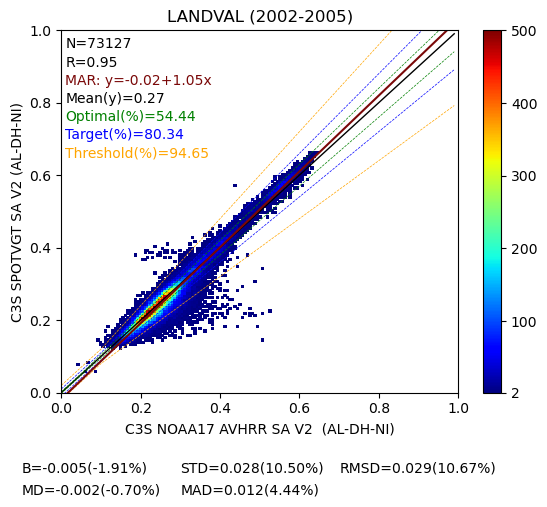 LANDVAL (2002-2005)
N=73127
R=0.95
MAR: y=-0.02+1.05x
Mean(y)=0.27
Optimal(%)=54.44
Target(%)=80.34
Threshold(%)=94.65
1.0
0.8
0.6
0.4
0.2
0.0
C3S SPOTVGT SA V2 (AL-DH-NI)
0.0 0.2 0.4 0.6 0.8 1.0
C3S NOAA17 AVHRR SA V2 (AL-DH-NI)
500
400
300
200
100
2
B=-0.005(-1.91%) STD=0.028(10.50%) RMSD=0.029(10.67%)
MD=-0.002(-0.70%) MAD=0.012(4.44%)